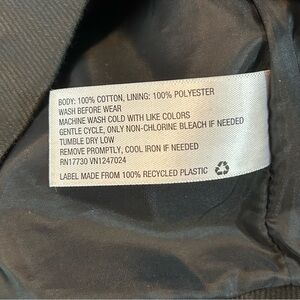 BODY: 100% COTTON, LINING: 100% POLYESTER
WASH BEFORE WEAR
MACHINE WASH COLD WITH LIKE COLORS
GENTLE CYCLE, ONLY NON-CHLORINE BLEACH IF NEEDED
TUMBLE DRY LOW
REMOVE PROMPTLY, COOL IRON IF NEEDED
RN17730 VN1247024
LABEL MADE FROM 100% RECYCLED PLASTIC